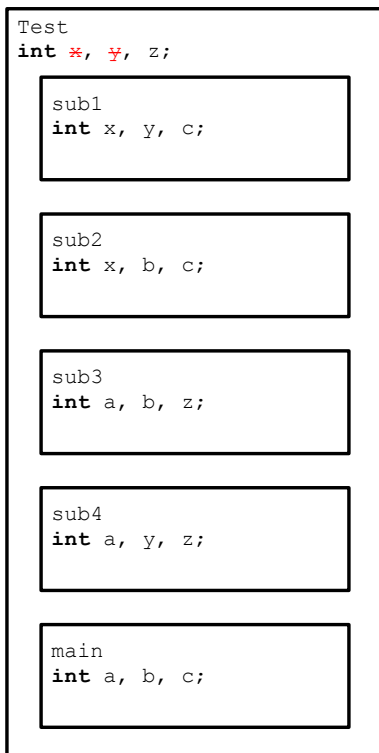 Test
int x, y, z;
sub1
int x, y, c;
sub2
int x, b, c;
sub3
int a, b, z;
sub4
int a, y, z;
main
int a, b, c;